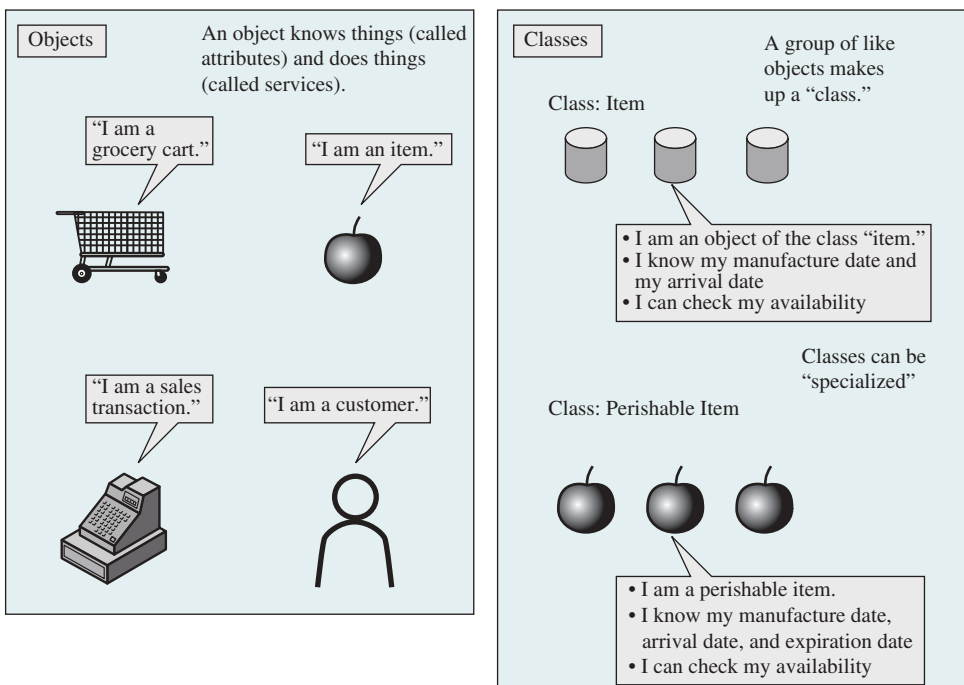 Objects
An object knows things (called
attributes) and does things
(called services).
“I am a
grocery cart.”
“I am an item.”
“I am a sales
transaction.”
“I am a customer.”
Classes
A group of like
objects makes
up a “class.”
Class: Item
• I am an object of the class “item.”
• I know my manufacture date and
my arrival date
• I can check my availability
Classes can be
“specialized”
Class: Perishable Item
• I am a perishable item.
• I know my manufacture date,
arrival date, and expiration date
• I can check my availability